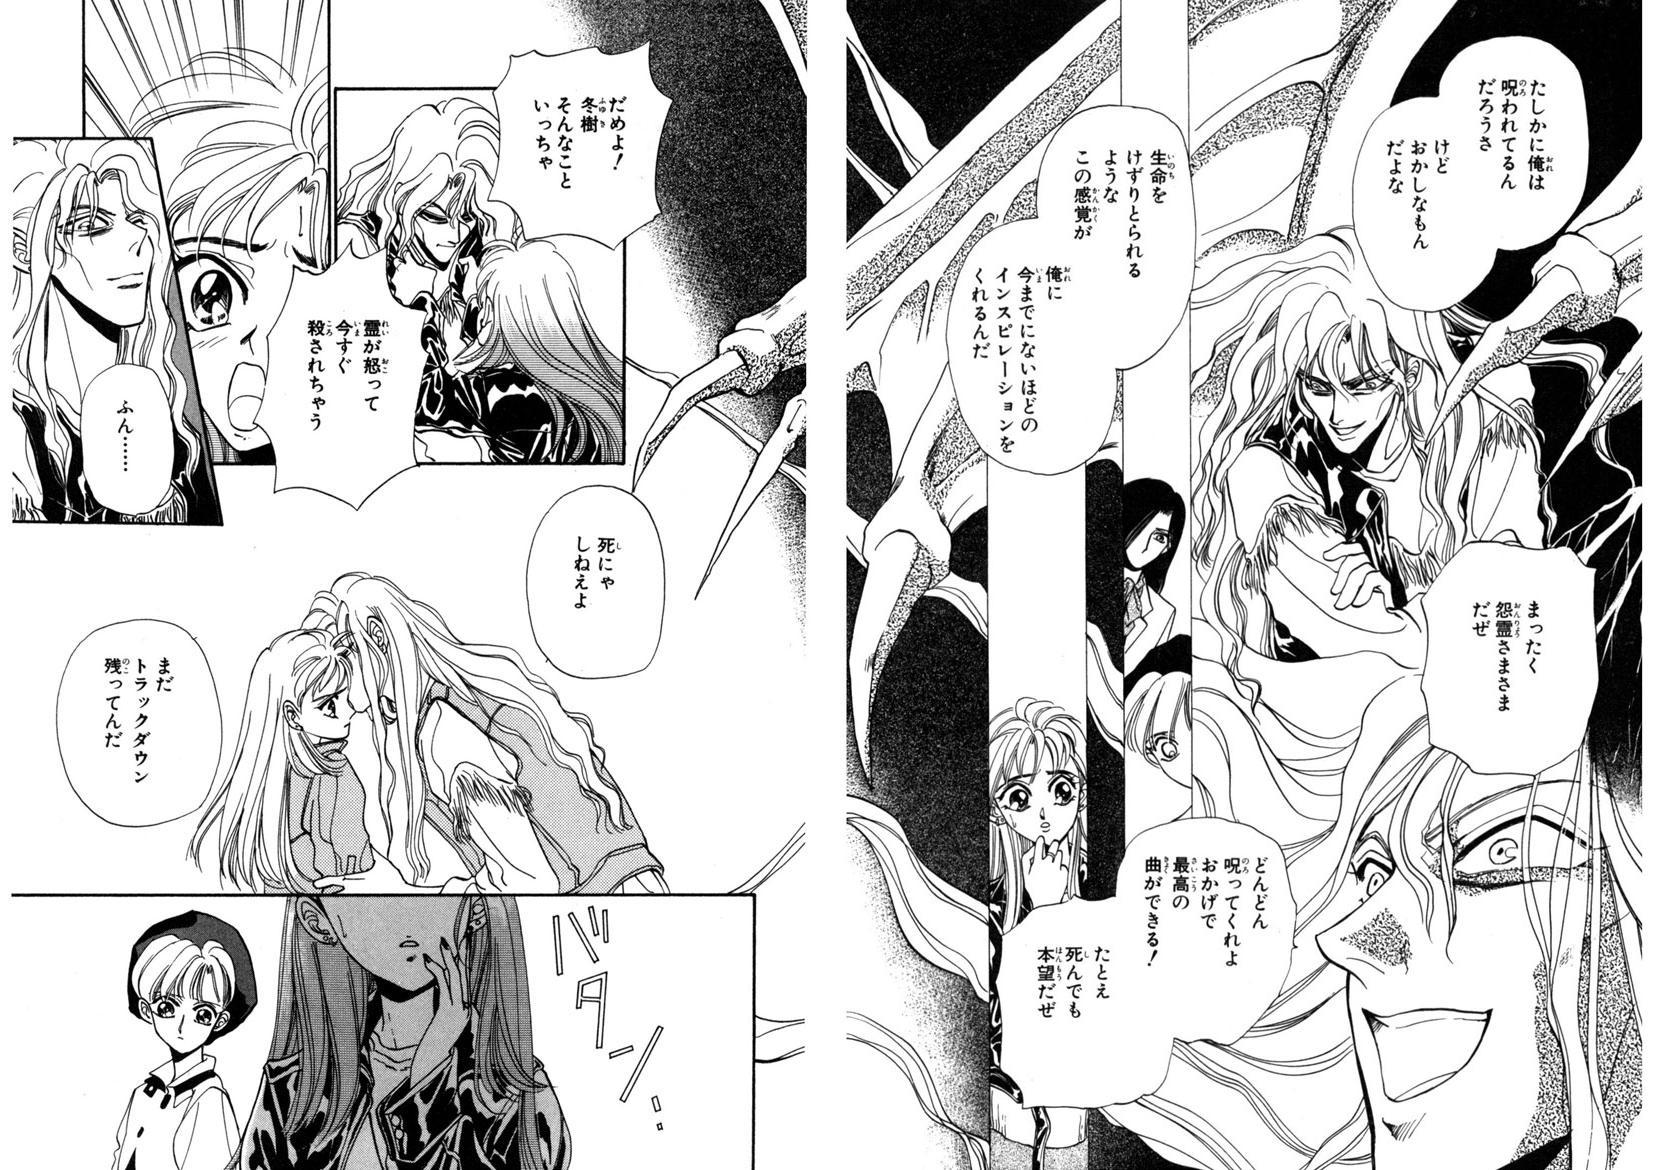 たしかに俺は
呪われてるん
だろうさ
けど
おかしなもん
だよな
生命を
けずりとられる
ような
この感覚が
俺に
今までにないほどの
インスピレーションを
くれるんだ
まったく
怨霊さまさま
だぜ
どんどん
呪ってくれよ
おかげで
最高の
曲ができる!
たとえ
死んでも
本望だぜ
だめよ!
冬樹
そんなこと
いっちゃ
霊が怒って
今すぐ
殺されちゃう
ふん……
死にゃ
しねえよ
まだ
トラックダウン
残ってんだ
バターン…